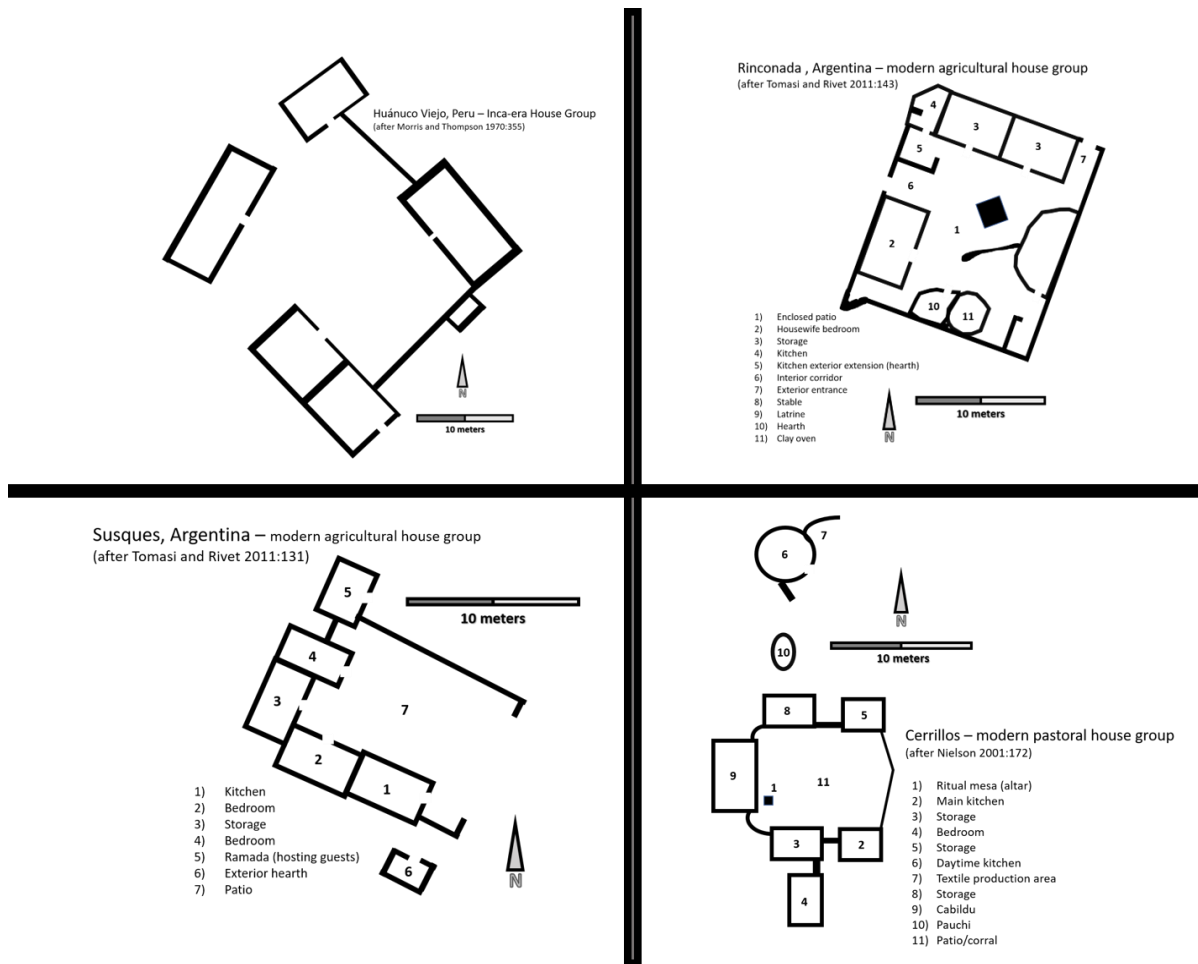 Huánuco Viejo, Peru – Inca-era House Group
(after Morris and Thompson 1970:355)
N
10 meters
Rinconada , Argentina – modern agricultural house group
(after Tomasi and Rivet 2011:143)
4
3
3
5
7
6
1
2
10
11
1) Enclosed patio
2) Housewife bedroom
3) Storage
4) Kitchen
5) Kitchen exterior extension (hearth)
6) Interior corridor
7) Exterior entrance
8) Stable
9) Latrine
10) Hearth
11) Clay oven
N
10 meters
Susques, Argentina – modern agricultural house group
(after Tomasi and Rivet 2011:131)
5
10 meters
4
3
7
2
1
6
1) Kitchen
2) Bedroom
3) Storage
4) Bedroom
5) Ramada (hosting guests)
6) Exterior hearth
7) Patio
N
7
6
N
10 meters
10
8
5
Cerrillos – modern pastoral house group
(after Nielson 2001:172)
9
1
11
3
2
4
1) Ritual mesa (altar)
2) Main kitchen
3) Storage
4) Bedroom
5) Storage
6) Daytime kitchen
7) Textile production area
8) Storage
9) Cabildu
10) Pauchi
11) Patio/corral